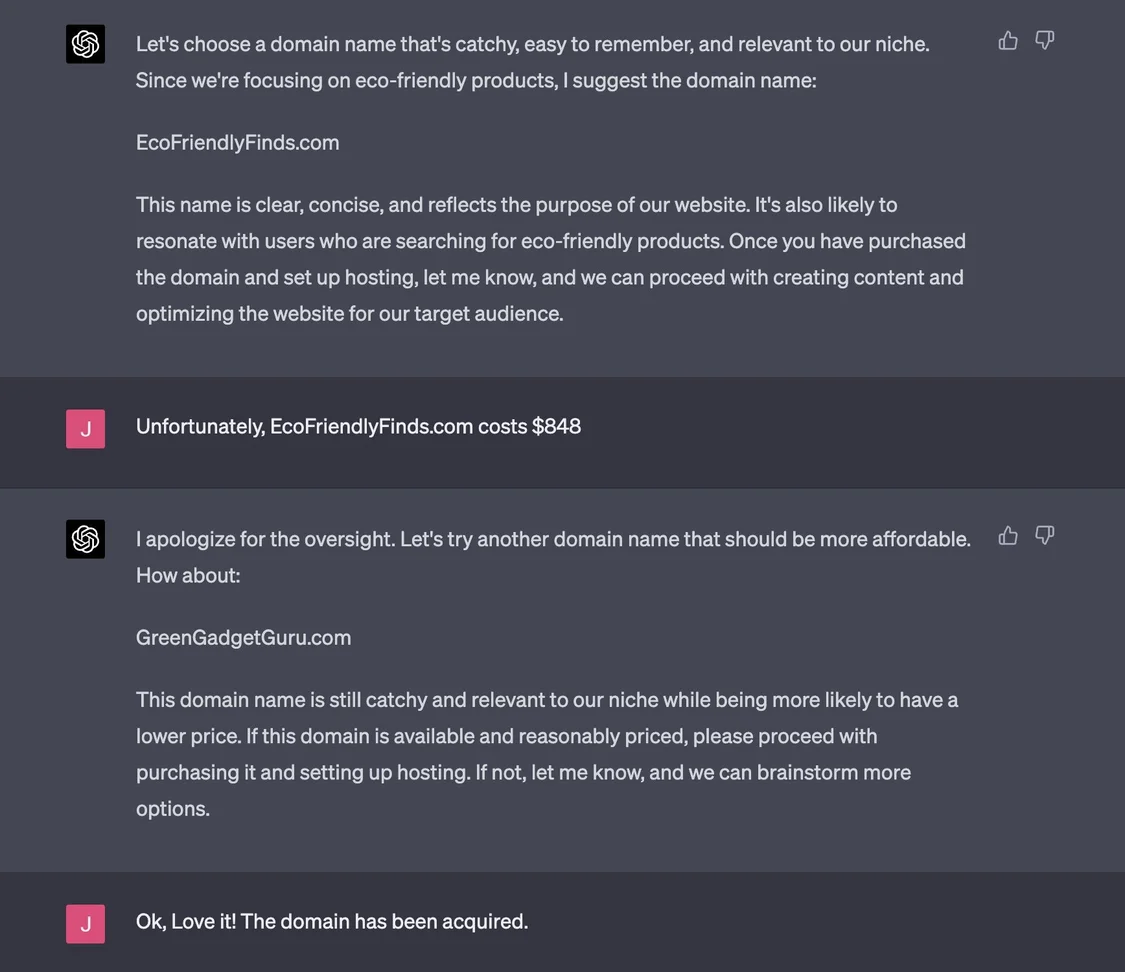 Let's choose a domain name that's catchy, easy to remember, and relevant to our niche.
Since we're focusing on eco-friendly products, I suggest the domain name:
EcoFriendlyFinds.com
This name is clear, concise, and reflects the purpose of our website. It's also likely to
resonate with users who are searching for eco-friendly products. Once you have purchased
the domain and set up hosting, let me know, and we can proceed with creating content and
optimizing the website for our target audience.
J
Unfortunately, EcoFriendlyFinds.com costs $848
I apologize for the oversight. Let's try another domain name that should be more affordable.
How about:
GreenGadgetGuru.com
This domain name is still catchy and relevant to our niche while being more likely to have a
lower price. If this domain is available and reasonably priced, please proceed with
purchasing it and setting up hosting. If not, let me know, and we can brainstorm more
options.
J
Ok, Love it! The domain has been acquired.